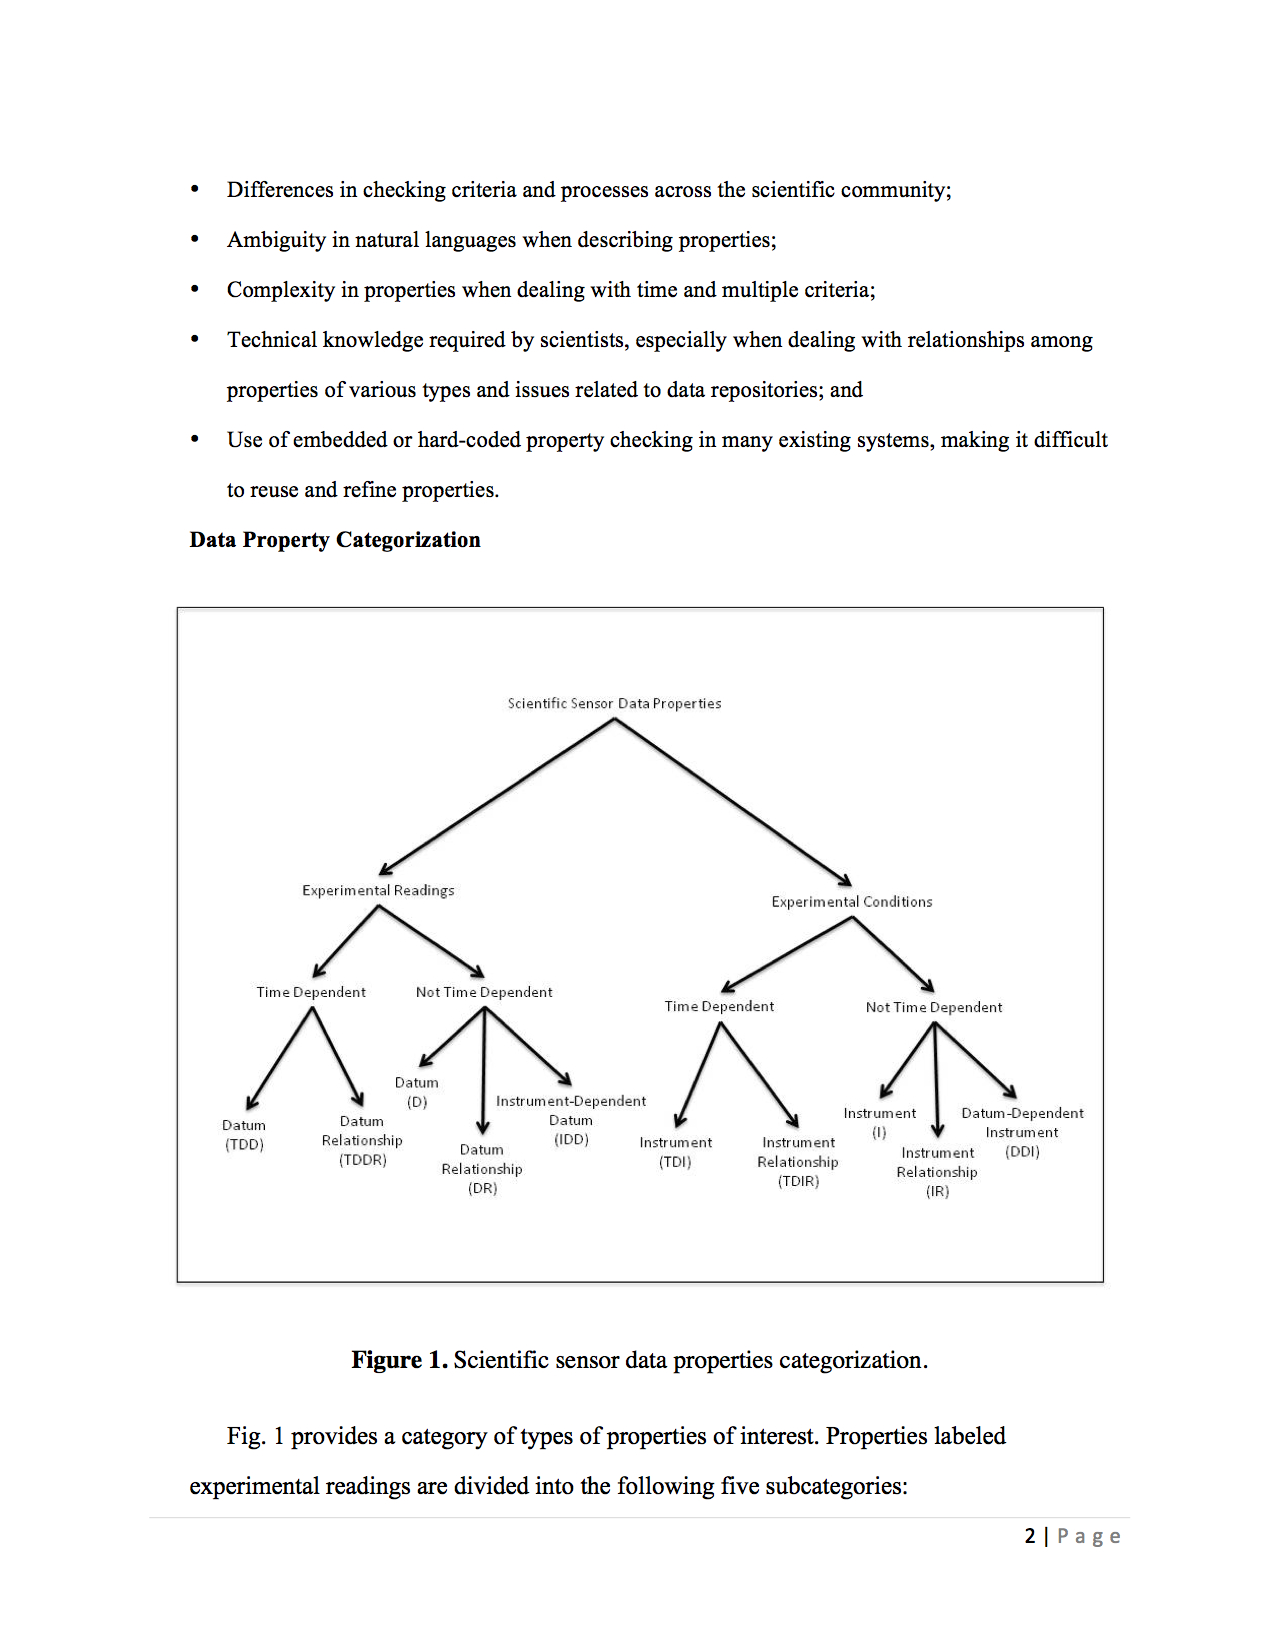 • Differences in checking criteria and processes across the scientific community;
• Ambiguity in natural languages when describing properties;
• Complexity in properties when dealing with time and multiple criteria;
• Technical knowledge required by scientists, especially when dealing with relationships among
properties of various types and issues related to data repositories; and
• Use of embedded or hard-coded property checking in many existing systems, making it difficult
to reuse and refine properties.
Data Property Categorization
Scientific Sensor Data Properties
Experimental Readings
Experimental Conditions
Time Dependent
Not Time Dependent
Time Dependent
Not Time Dependent
Datum
(TDD)
Datum
Relationship
(TDDR)
Datum
(D)
Datum
Relationship
(DR)
Instrument-Dependent
Datum
(IDD)
Instrument
(TDI)
Instrument
Relationship
(TDIR)
Instrument
(I)
Instrument
Relationship
(IR)
Datum-Dependent
Instrument
(DDI)
Figure 1. Scientific sensor data properties categorization.
Fig. 1 provides a category of types of properties of interest. Properties labeled
experimental readings are divided into the following five subcategories:
2 | Page